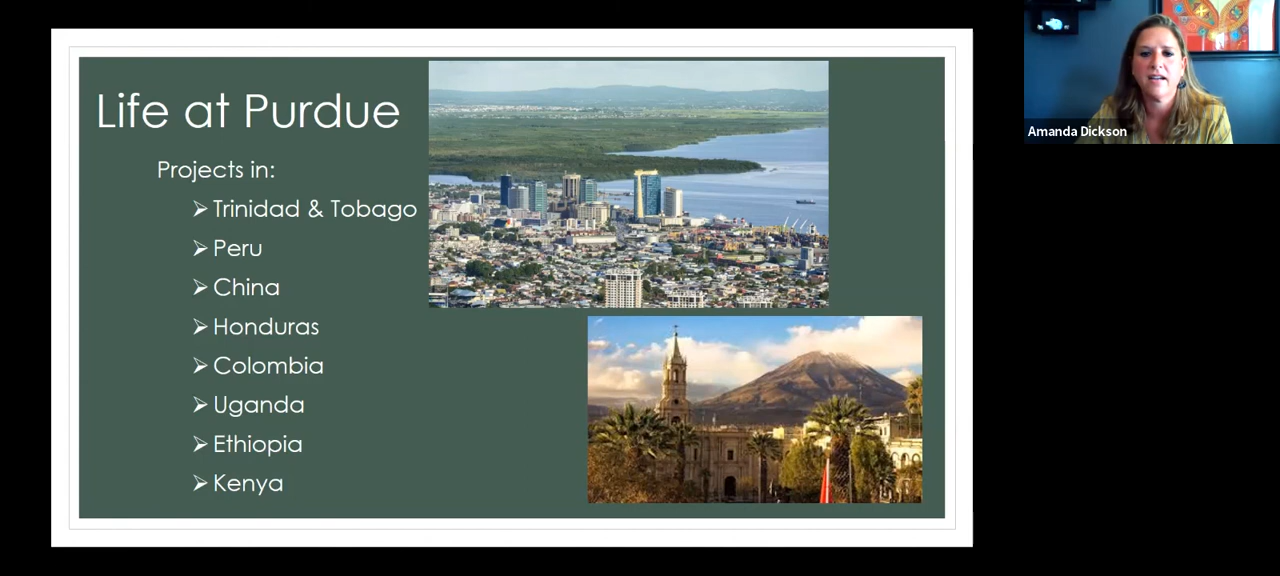 Life at Purdue
Projects in:
➢Trinidad & Tobago
➢Peru
➢China
➢Honduras
➢Colombia
➢Uganda
➢Ethiopia
➢Kenya
Amanda Dickson